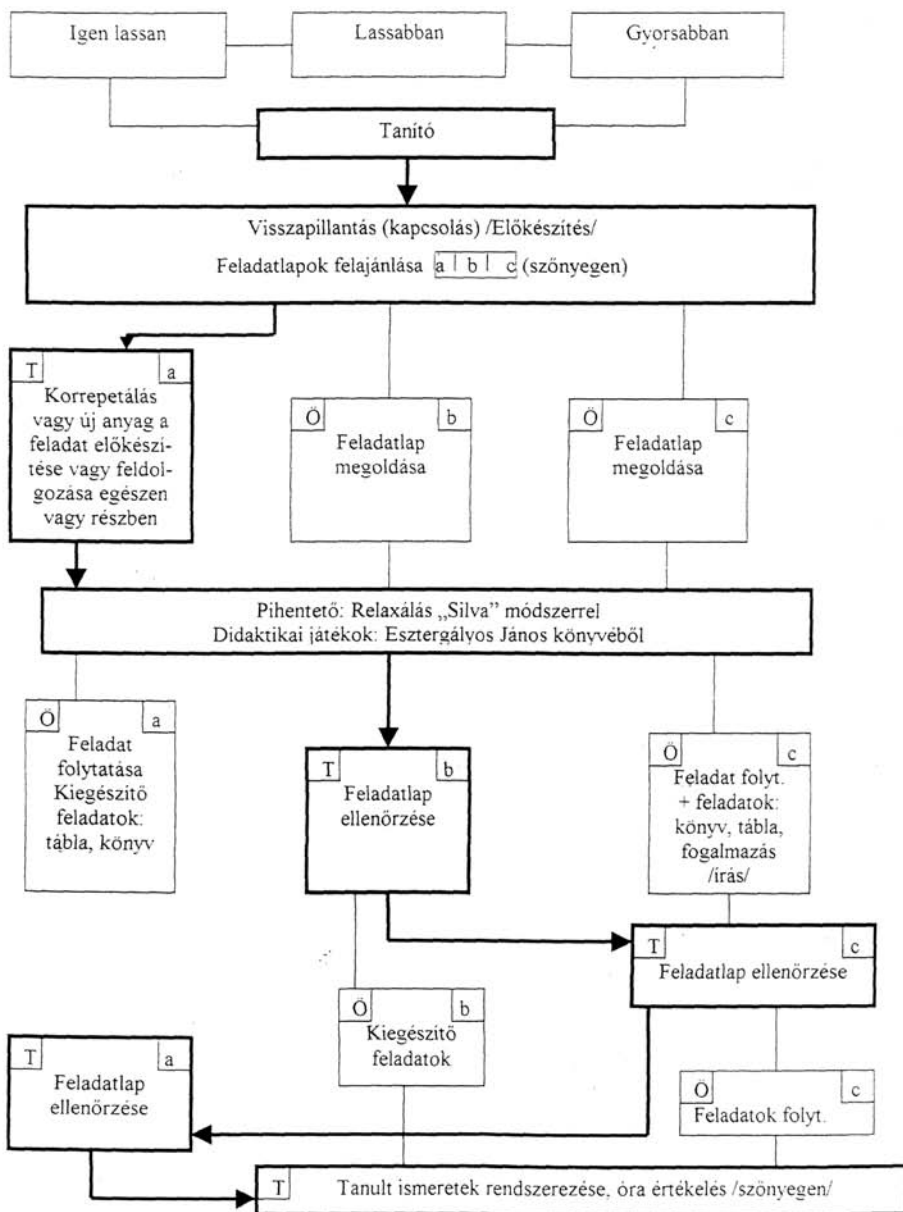 Igen lassan
Lassabban
Gyorsabban
Tanító
Visszapillantás (kapcsolás) /Előkészítés/
Feladatlapok felajánlása a b c (szőnyegen)
T a
Korrepetálás
vagy új anyag a
feladat előkészí-
tése vagy feldol-
gozása egészen
vagy részben
Ö b
Feladatlap
megoldása
Ö c
Feladatlap
megoldása
Pihentető: Relaxálás „Silva” módszerrel
Didaktikai játékok: Esztergályos János könyvéből
Ö a
Feladat
folytatása
Kiegészítő
feladatok:
tábla, könyv
T b
Feladatlap
ellenőrzése
Ö c
Feladat folyt.
+ feladatok:
könyv, tábla,
fogalmazás
/írás/
T c
Feladatlap ellenőrzése
Ö b
Kiegészítő
feladatok
T a
Feladatlap
ellenőrzése
Ö c
Feladatok folyt.
T Tanult ismeretek rendszerezése, óra értékelés /szőnyegen/